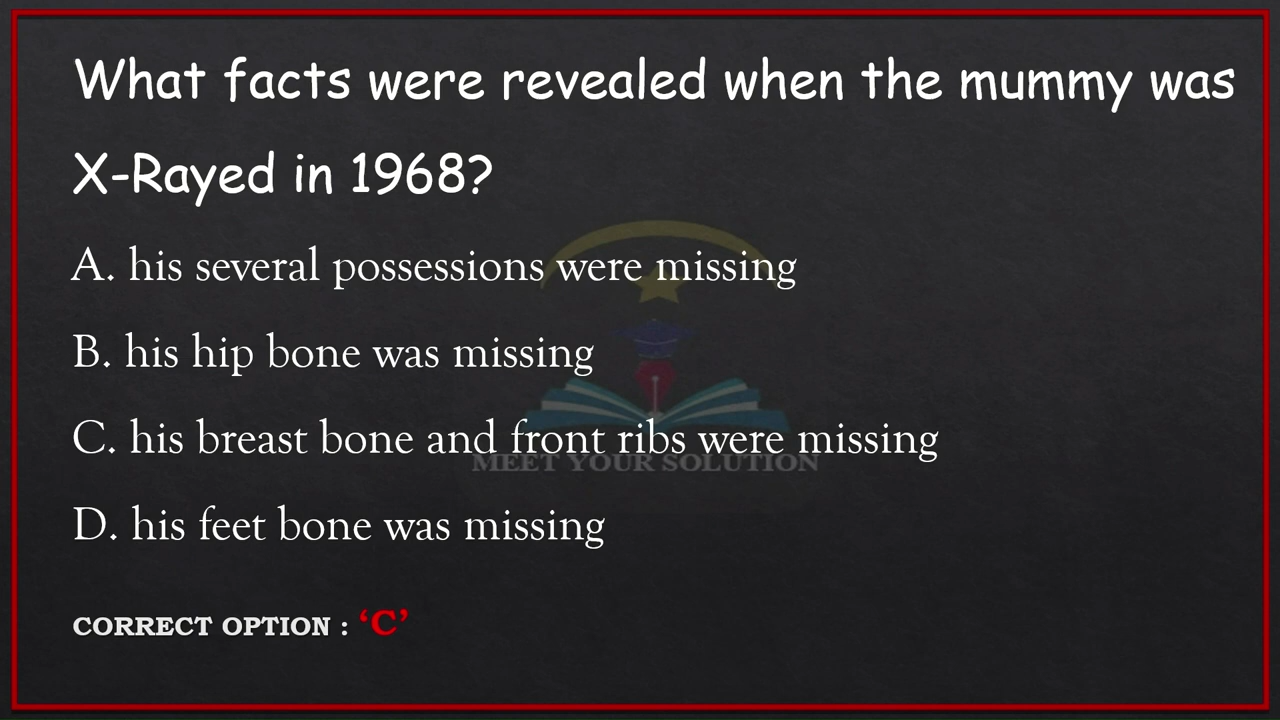 What facts were revealed when the mummy was
X-Rayed in 1968?
A. his several possessions were missing
B. his hip bone was missing
C. his breast bone and front ribs were missing
MEET YOUR SOLUTION
D. his feet bone was missing
CORRECT OPTION : ‘C’